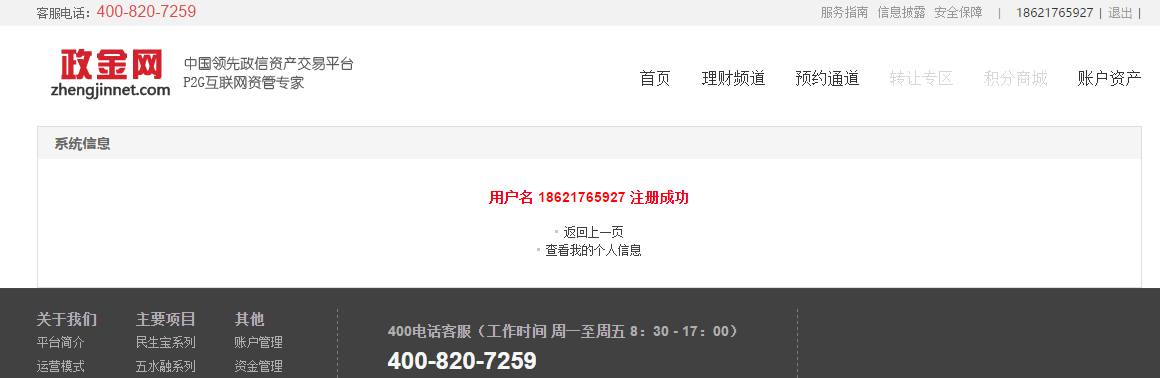 客服电话：400-820-7259
服务指南 信息披露 安全保障 | 18621765927 | 退出 |
政金网
zhengjinnet.com
中国领先政信资产交易平台
P2G互联网资管专家
首页 理财频道 预约通道 转让专区 积分商城 账户资产
系统信息
用户名 18621765927 注册成功
返回上一页
查看我的个人信息
关于我们 主要项目 其他
平台简介 民生宝系列 账户管理
运营模式 五水融系列 资金管理
400电话客服（工作时间 周一至周五 8：30 - 17：00）
400-820-7259